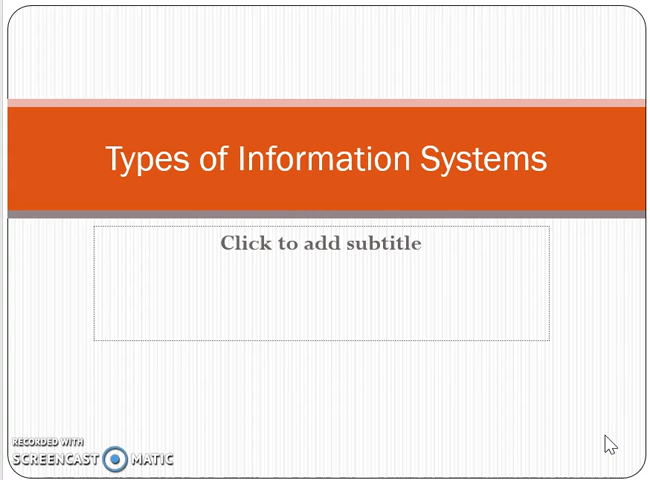 Types of Information Systems
Click to add subtitle
RECORDED WITH
SCREENCAST MATIC